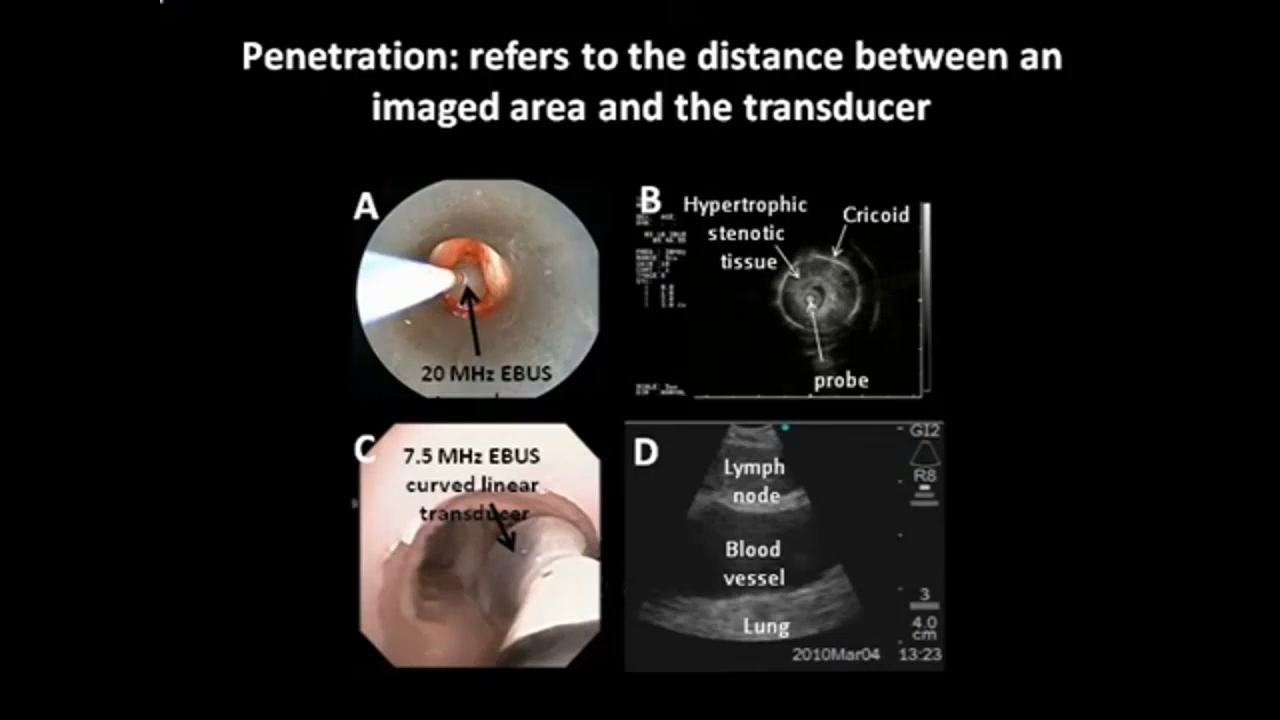 Penetration: refers to the distance between an
imaged area and the transducer
A
20 MHz EBUS
B
Hypertrophic
stenotic
tissue
Cricoid
probe
C
7.5 MHz EBUS
curved linear
transducer
D
Lymph
node
Blood
vessel
Lung
GI2
R8
3
4.0
cm
2010Mar04 13:23